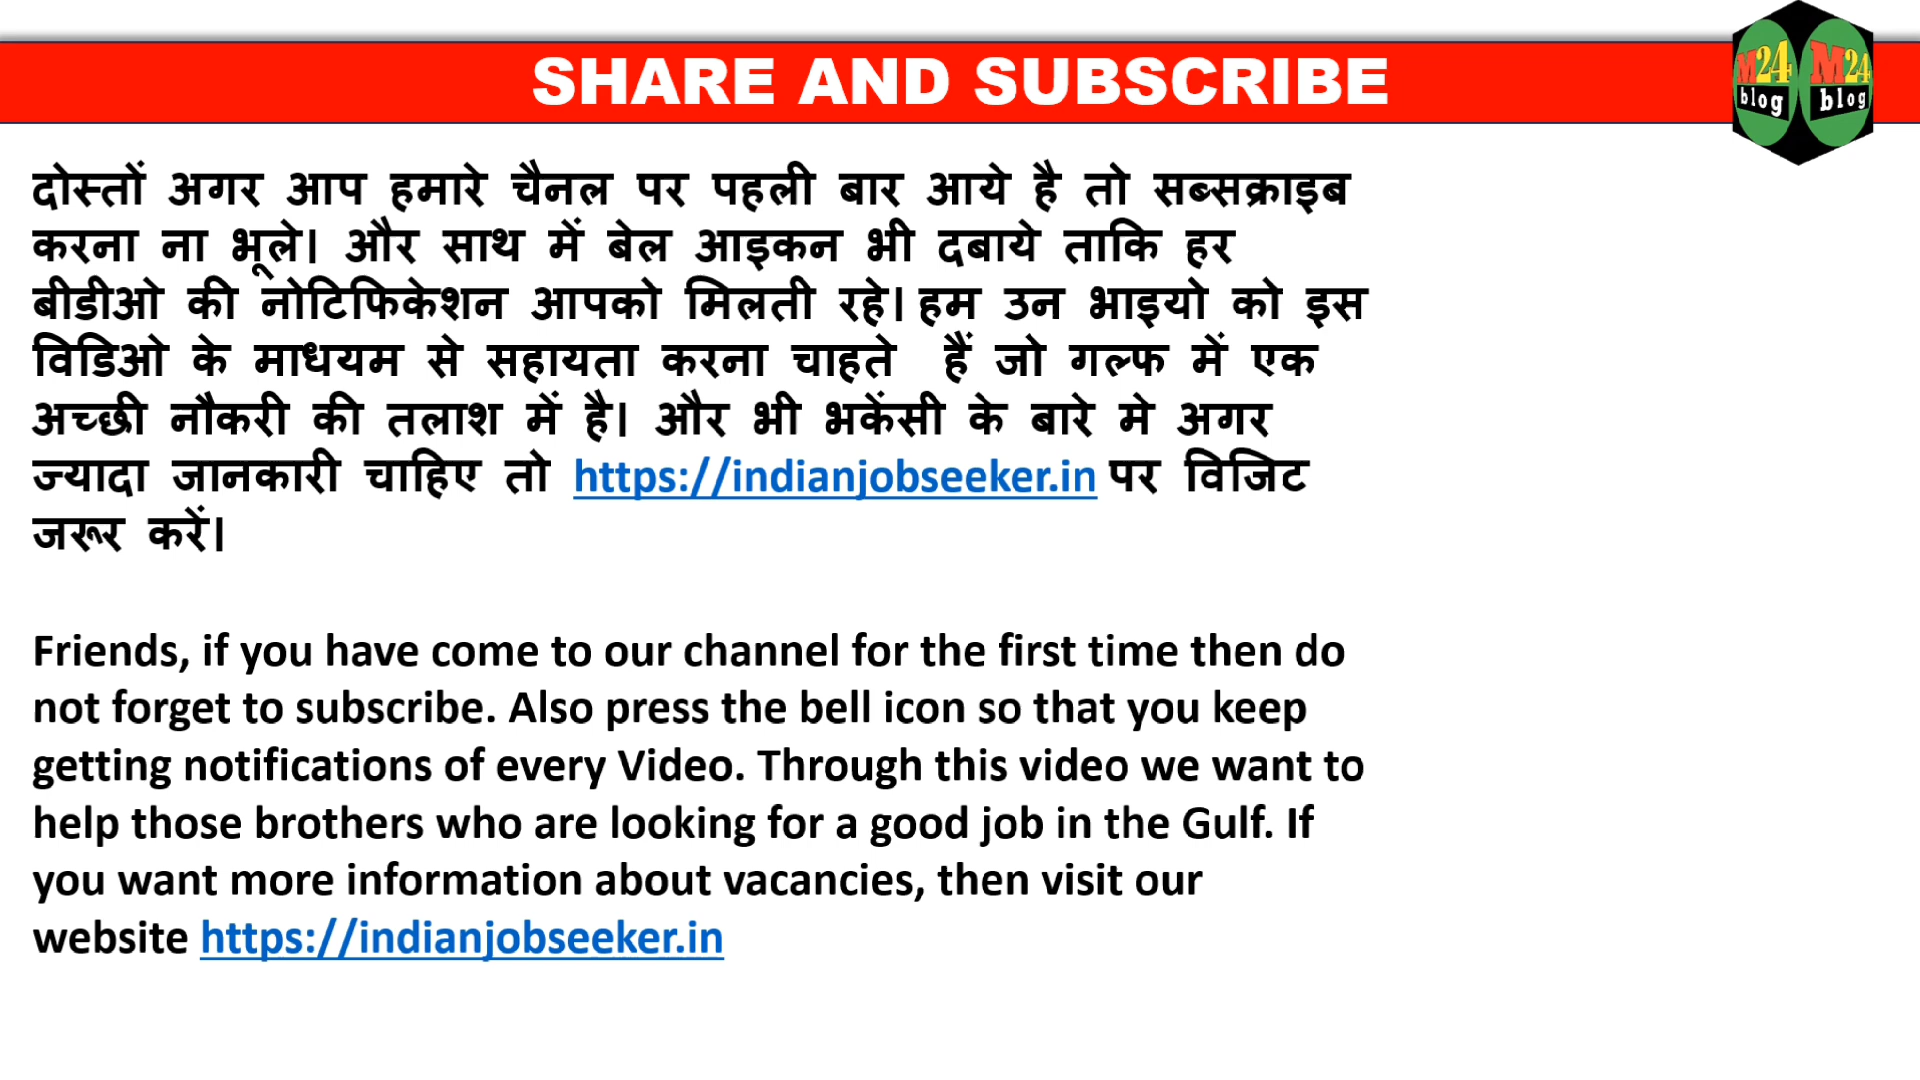 SHARE AND SUBSCRIBE
M24 M24
blog blog
दोस्तों अगर आप हमारे चैनल पर पहली बार आये है तो सब्सक्राइब
करना ना भूले। और साथ में बेल आइकन भी दबाये ताकि हर
बीडीओ की नोटिफिकेशन आपको मिलती रहे। हम उन भाइयो को इस
विडिओ के माधयम से सहायता करना चाहते हैं जो गल्फ में एक
अच्छी नौकरी की तलाश में है। और भी भकेंसी के बारे मे अगर
ज्यादा जानकारी चाहिए तो https://indianjobseeker.in पर विजिट
जरूर करें।
Friends, if you have come to our channel for the first time then do
not forget to subscribe. Also press the bell icon so that you keep
getting notifications of every Video. Through this video we want to
help those brothers who are looking for a good job in the Gulf. If
you want more information about vacancies, then visit our
website https://indianjobseeker.in